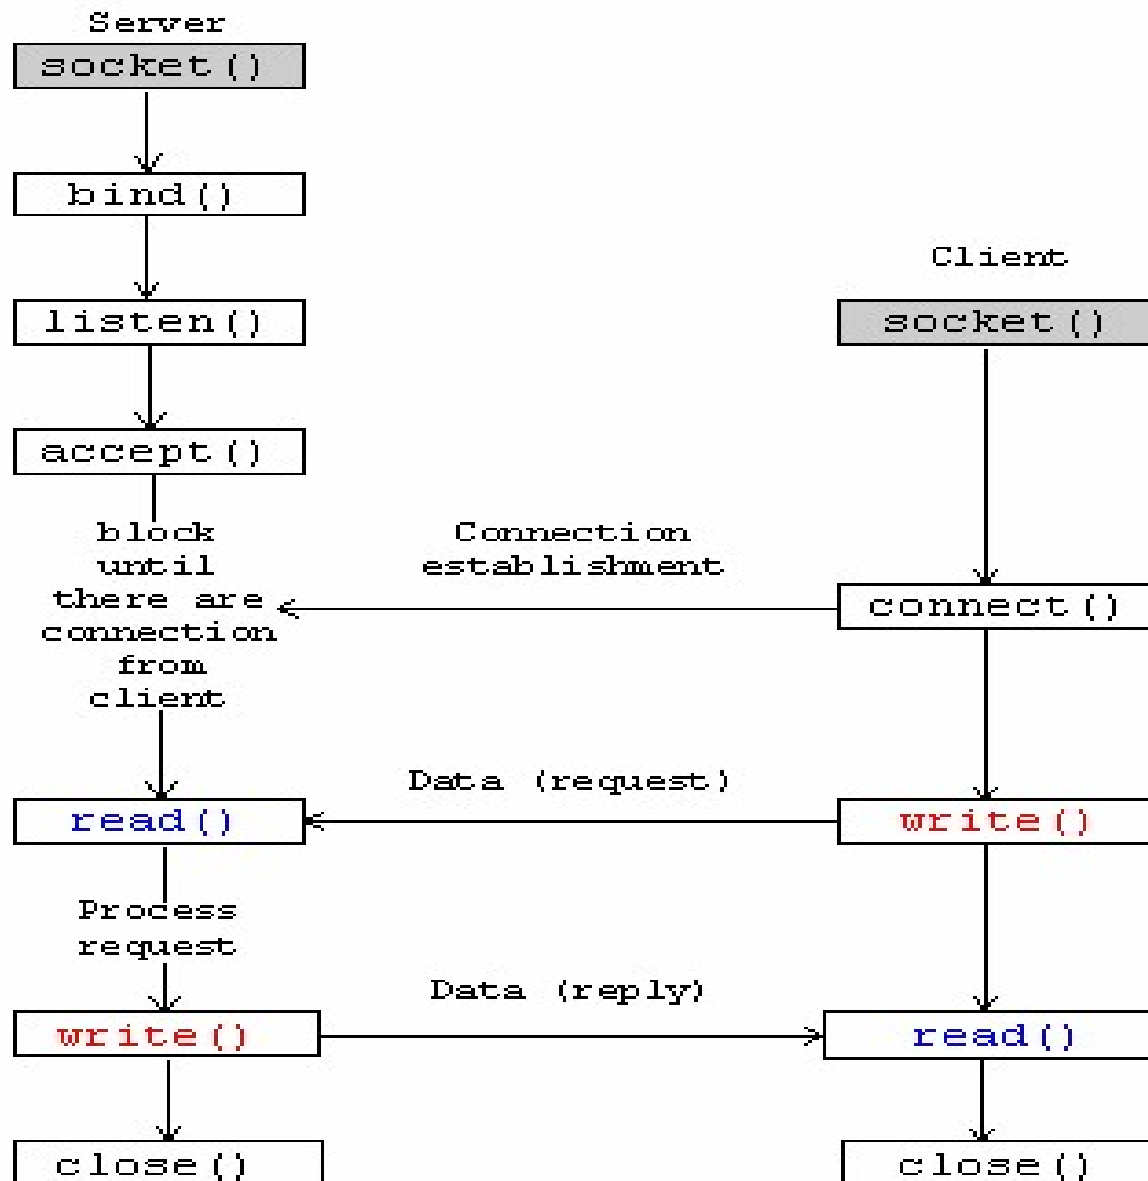 Server
socket()
bind()
listen()
accept()
block
until
there are
connection
from
client
read()
Process
request
write()
close()
Connection
establishment
Data (request)
Data (reply)
Client
socket()
connect()
write()
read()
close()